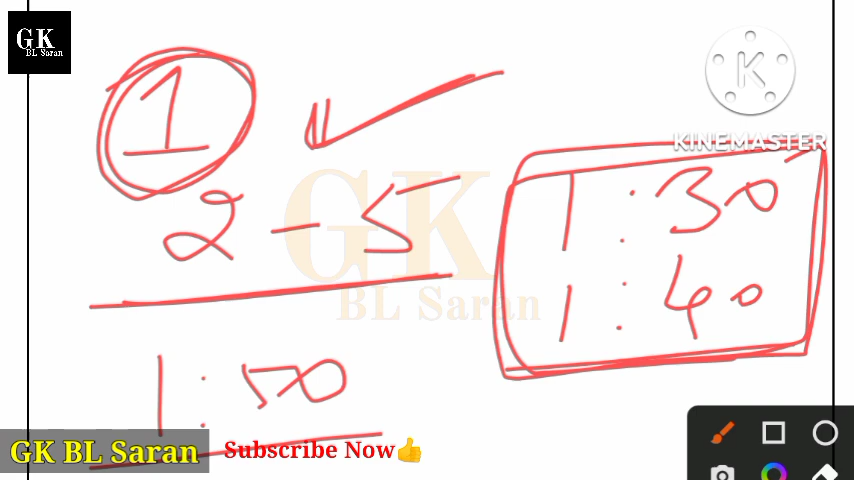 GK
BL Saran
1
2 - 5
1:50
1:30
1:40
GK
BL Saran
KINEMASTER
GK BL Saran
Subscribe Now👍